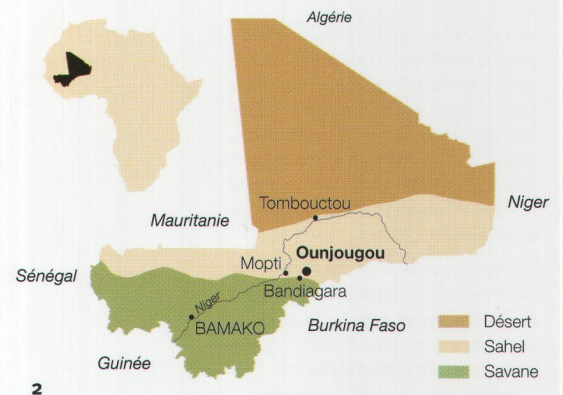 Algérie
Tombouctou
Niger
Mauritanie
Ounjougou
Mopti
Sénégal
Bandiagara
Niger
BAMAKO
Burkina Faso
Désert
Sahel
Guinée
Savane
2